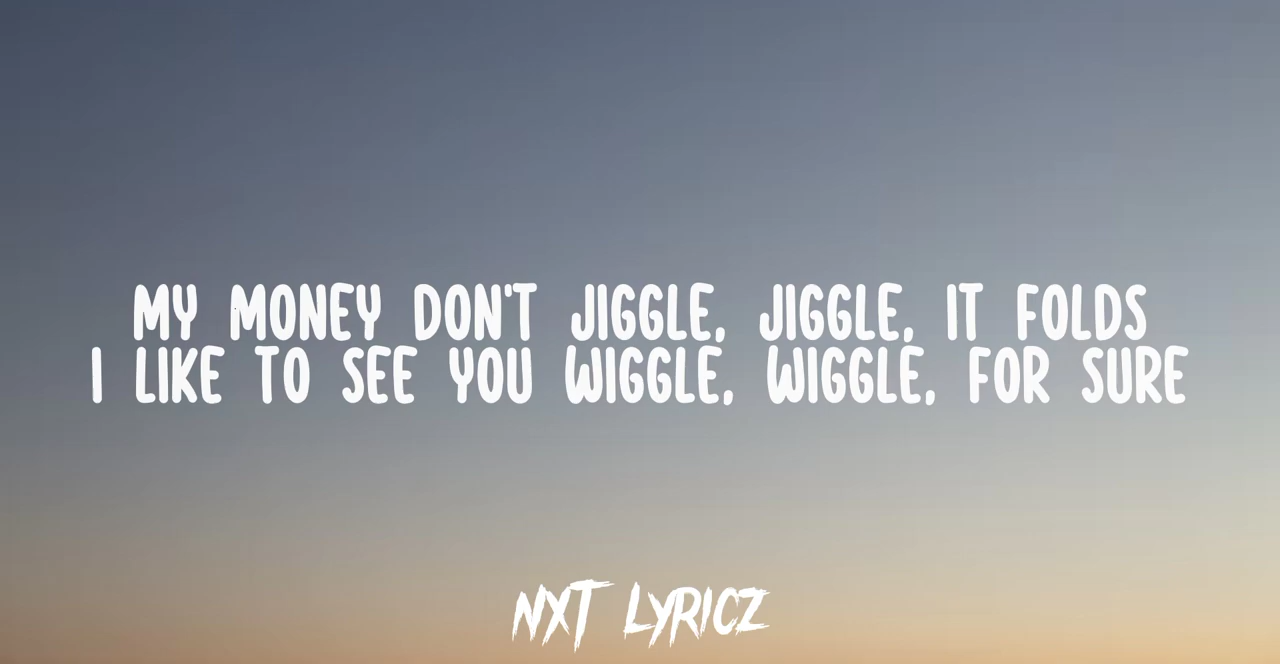 MY MONEY DON'T JIGGLE, JIGGLE, IT FOLDS
I LIKE TO SEE YOU WIGGLE, WIGGLE, FOR SURE
NXT LYRICZ